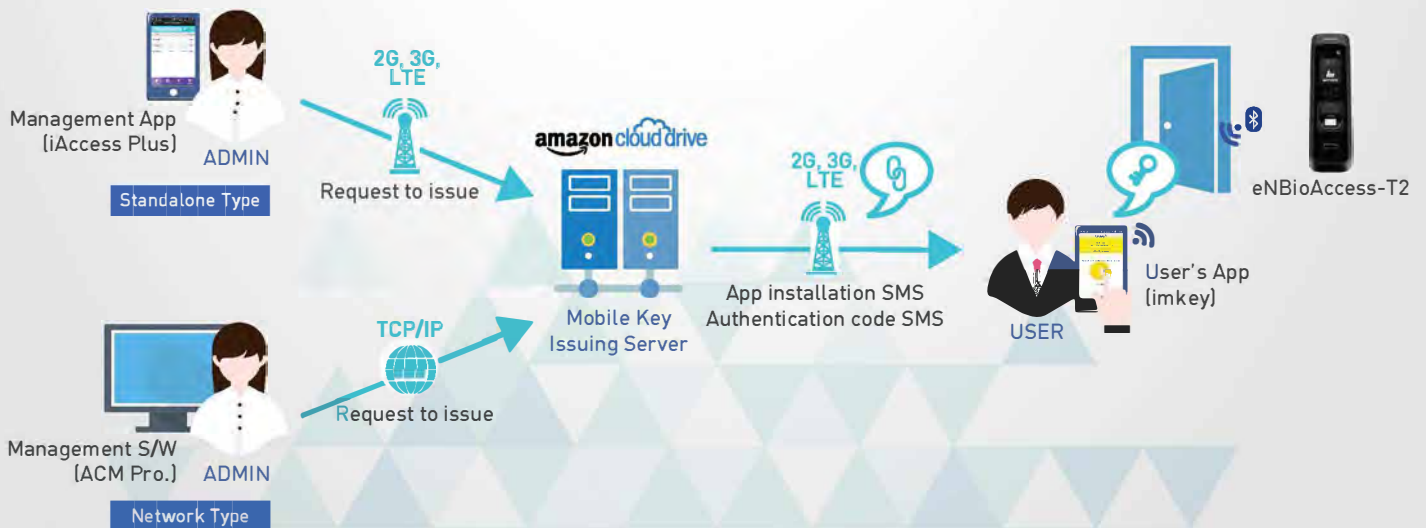 Management App
(iAccess Plus)
ADMIN
Standalone Type
2G, 3G,
LTE
Request to issue
amazon cloud drive
Mobile Key
Issuing Server
2G, 3G,
LTE
App installation SMS
Authentication code SMS
USER
User's App
(imkey)
eNBioAccess-T2
Management S/W
(ACM Pro.)
ADMIN
Network Type
TCP/IP
Request to issue